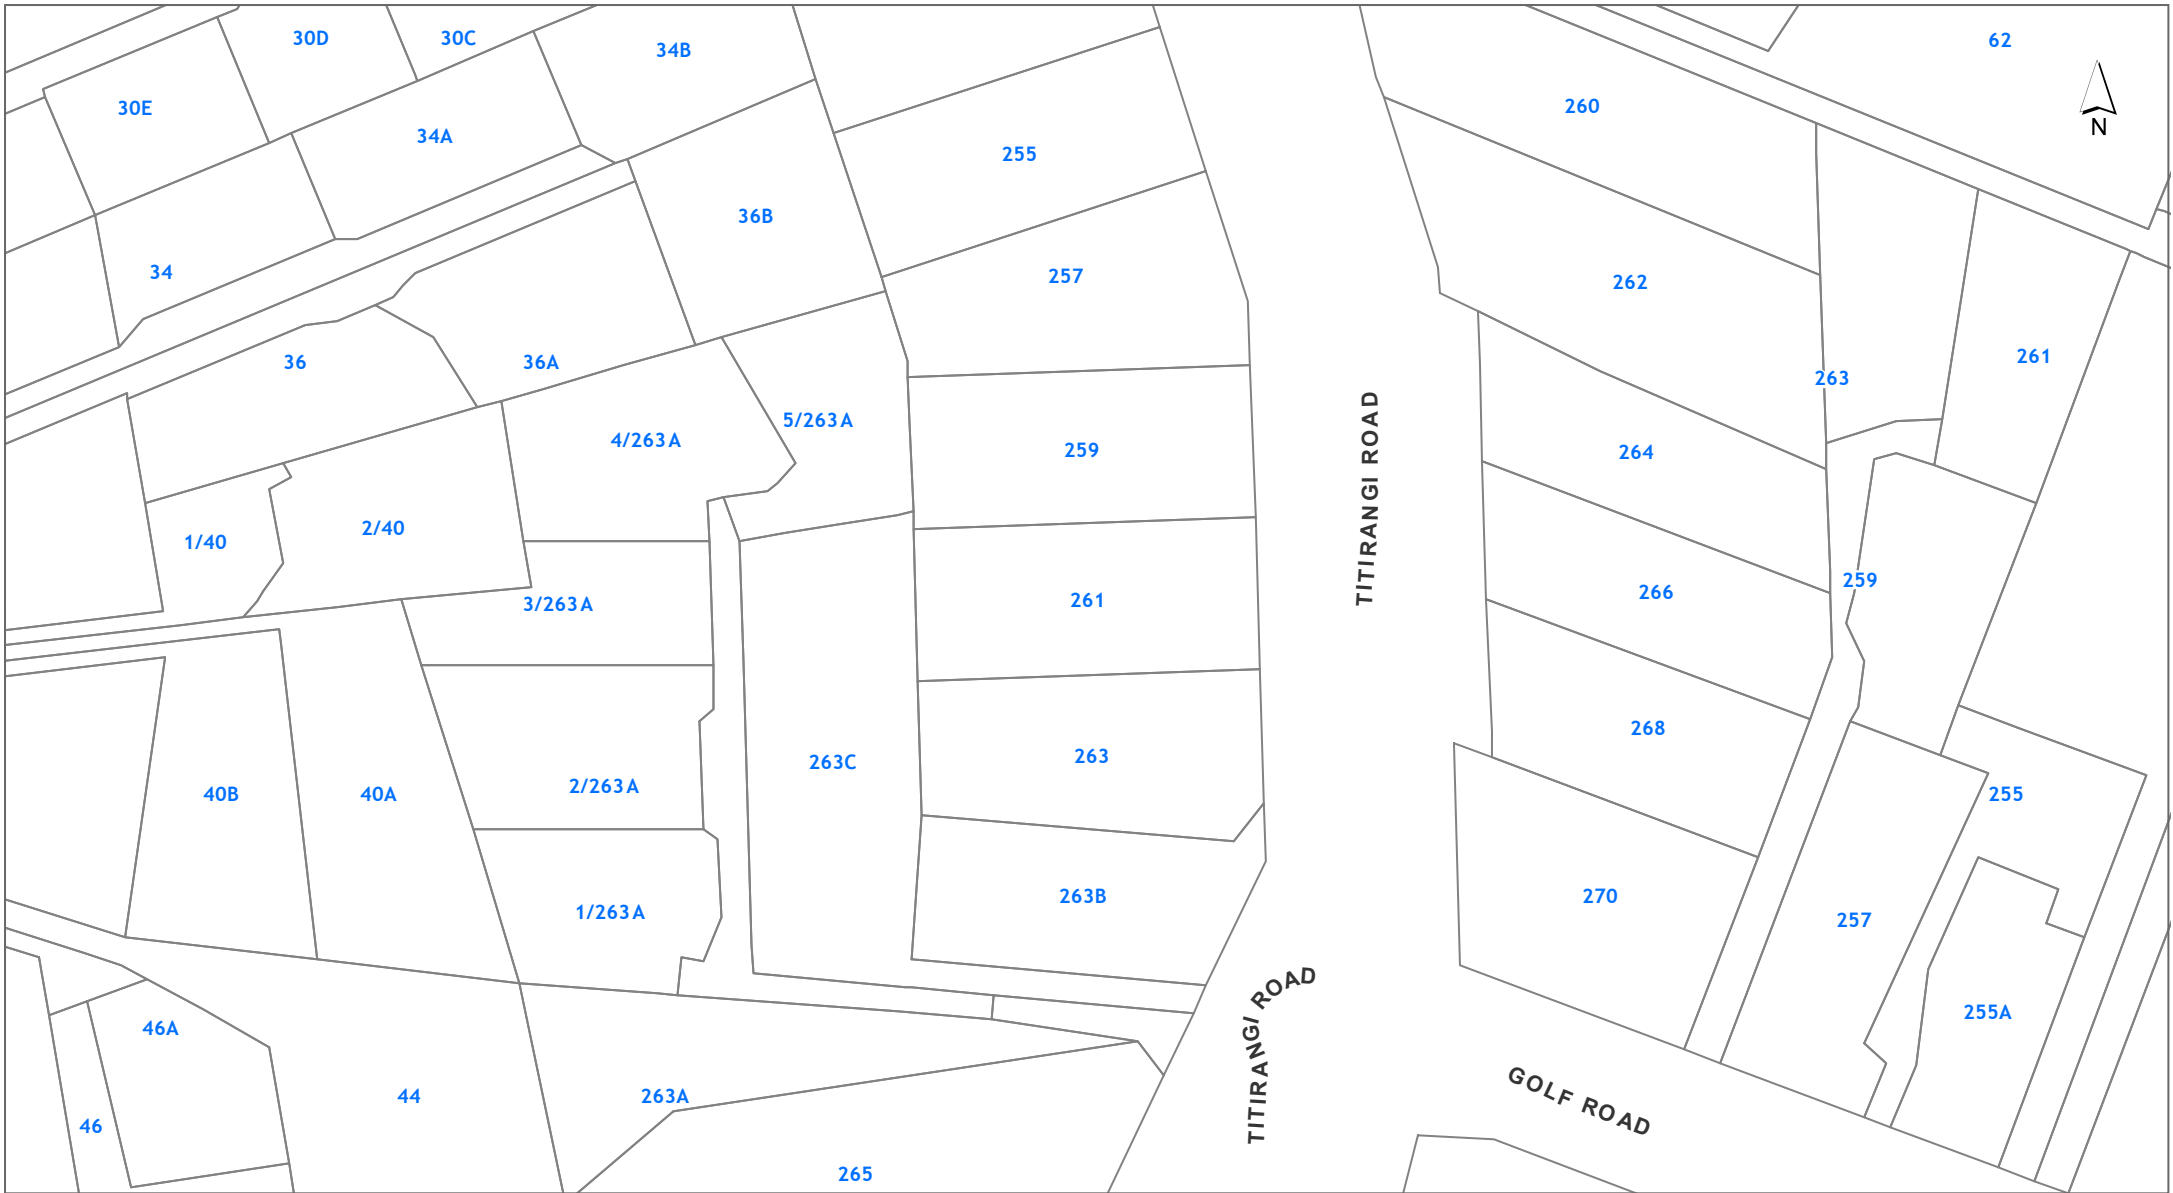 30D
30C
34B
62
30E
34A
260
N
255
36B
34
257
262
36
36A
263
261
5/263A
4/263A
259
264
1/40
2/40
TITIRANGI ROAD
3/263A
261
266
259
263C
263
268
40B
40A
2/263A
255
1/263A
263B
270
257
TITIRANGI ROAD
46A
255A
44
263A
GOLF ROAD
46
265